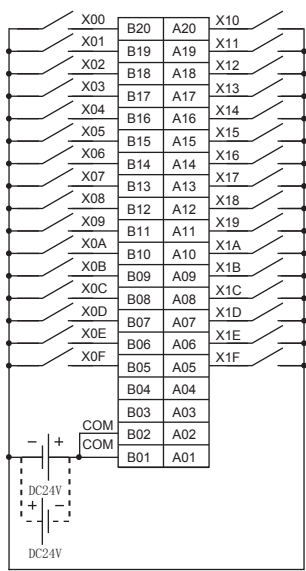 X00 B20 A20 X10
X01 B19 A19 X11
X02 B18 A18 X12
X03 B17 A17 X13
X04 B16 A16 X14
X05 B15 A15 X15
X06 B14 A14 X16
X07 B13 A13 X17
X08 B12 A12 X18
X09 B11 A11 X19
X0A B10 A10 X1A
X0B B09 A09 X1B
X0C B08 A08 X1C
X0D B07 A07 X1D
X0E B06 A06 X1E
X0F B05 A05 X1F
B04 A04
B03 A03
COM B02 A02
− + COM B01 A01
DC24V
+ −
DC24V